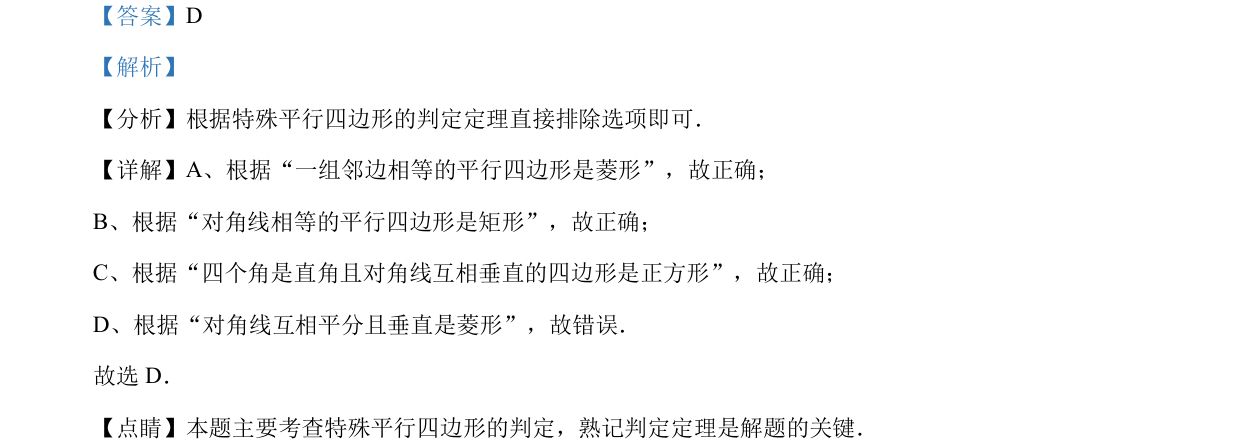 【答案】D
【解析】
【分析】根据特殊平行四边形的判定定理直接排除选项即可．
【详解】A、根据“一组邻边相等的平行四边形是菱形”，故正确；
B、根据“对角线相等的平行四边形是矩形”，故正确；
C、根据“四个角是直角且对角线互相垂直的四边形是正方形”，故正确；
D、根据“对角线互相平分且垂直是菱形”，故错误．
故选 D．
【点睛】本题主要考查特殊平行四边形的判定，熟记判定定理是解题的关键．